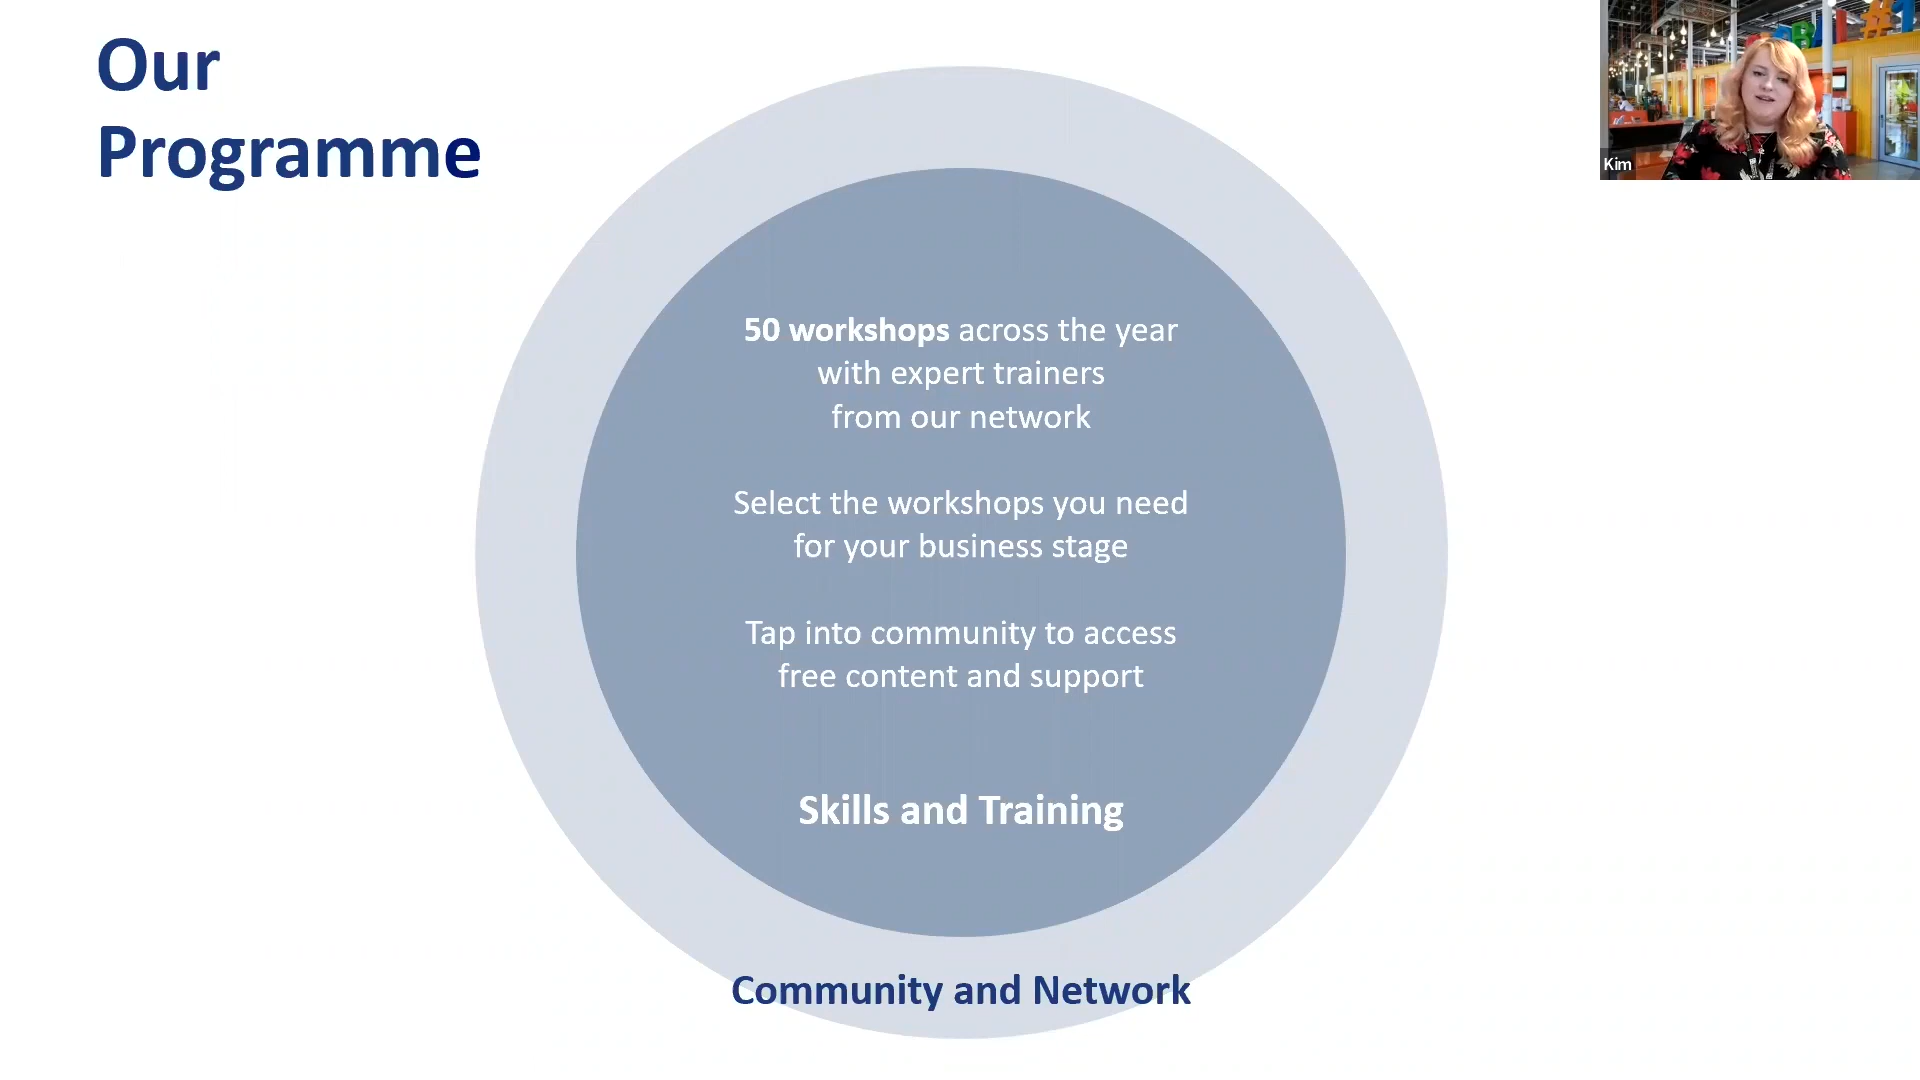 Our
Programme
50 workshops across the year
with expert trainers
from our network
Select the workshops you need
for your business stage
Tap into community to access
free content and support
Skills and Training
Community and Network
Kim
#1